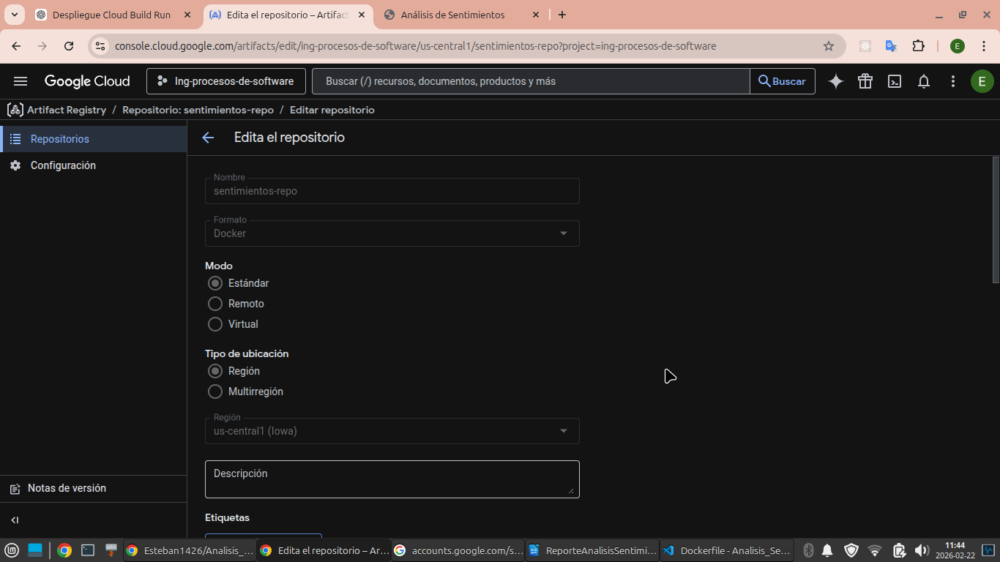 Despliegue Cloud Build Run
Edita el repositorio – Artifac
Análisis de Sentimientos
console.cloud.google.com/artifacts/edit/ing-procesos-de-software/us-central1/sentimientos-repo?project=ing-procesos-de-software
E
Google Cloud
Ing-procesos-de-software
Buscar (/) recursos, documentos, productos y más
Buscar
E
Artifact Registry / Repositorio: sentimientos-repo / Editar repositorio
Repositorios
Configuración
Edita el repositorio
Nombre
sentimientos-repo
Formato
Docker
Modo
Estándar
Remoto
Virtual
Tipo de ubicación
Región
Multirregión
Región
us-central1 (Iowa)
Descripción
Etiquetas
Notas de versión
Esteban1426/Analisis_...
Edita el repositorio – Ar...
accounts.google.com/s...
ReporteAnalisisSentimi...
Dockerfile - Analisis_Se...
11:44
2026-02-22